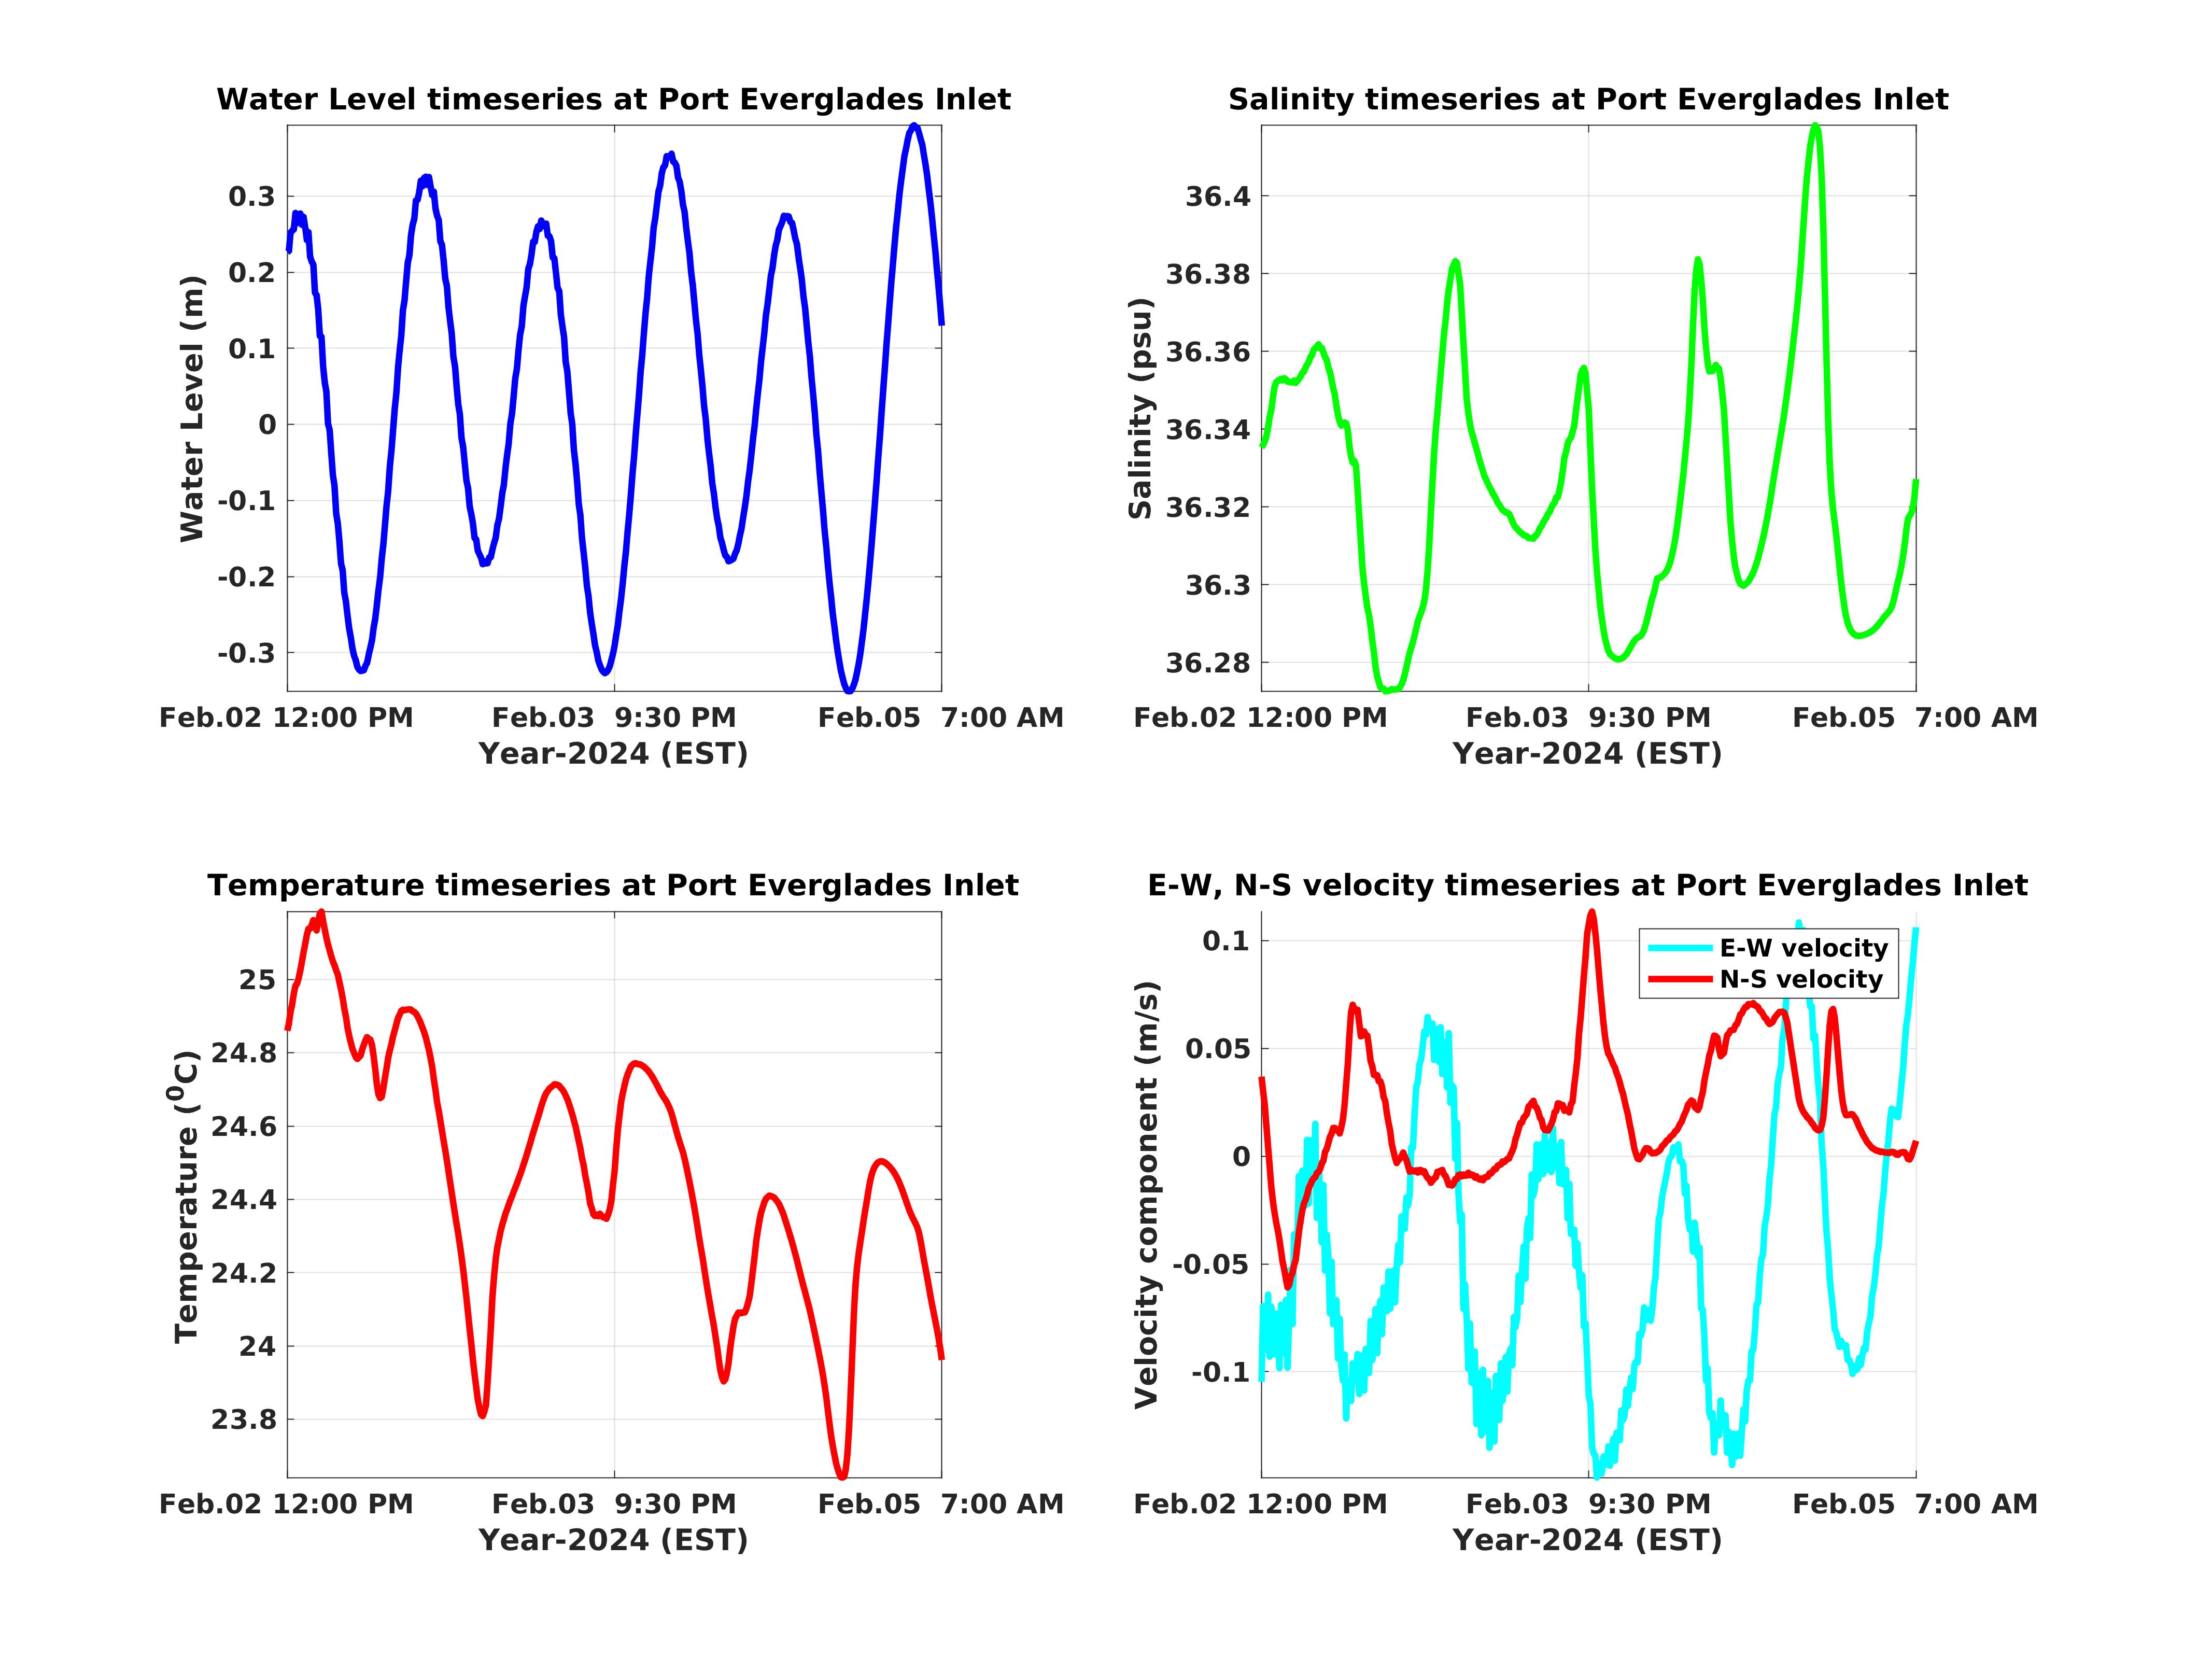 Water Level timeseries at Port Everglades Inlet
Water Level (m)
0.3
0.2
0.1
0
-0.1
-0.2
-0.3
Feb.02 12:00 PM
Feb.03  9:30 PM
Feb.05  7:00 AM
Year-2024 (EST)
Salinity timeseries at Port Everglades Inlet
Salinity (psu)
36.4
36.38
36.36
36.34
36.32
36.3
36.28
Feb.02 12:00 PM
Feb.03  9:30 PM
Feb.05  7:00 AM
Year-2024 (EST)
Temperature timeseries at Port Everglades Inlet
Temperature (⁰C)
25
24.8
24.6
24.4
24.2
24
23.8
Feb.02 12:00 PM
Feb.03  9:30 PM
Feb.05  7:00 AM
Year-2024 (EST)
E-W, N-S velocity timeseries at Port Everglades Inlet
Velocity component (m/s)
0.1
0.05
0
-0.05
-0.1
E-W velocity
N-S velocity
Feb.02 12:00 PM
Feb.03  9:30 PM
Feb.05  7:00 AM
Year-2024 (EST)